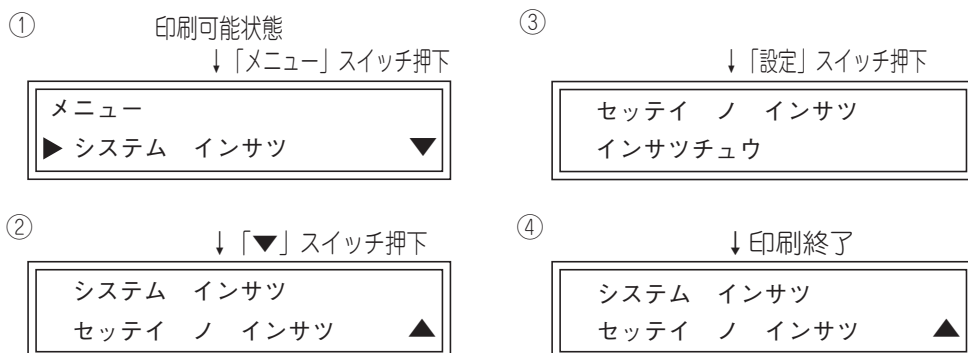 ①
印刷可能状態
↓「メニュー」スイッチ押下
メニュー
▶ システム インサツ ▼
②
↓「▼」スイッチ押下
システム インサツ
セッテイ ノ インサツ ▲
③
↓「設定」スイッチ押下
セッテイ ノ インサツ
インサツチュウ
④
↓印刷終了
システム インサツ
セッテイ ノ インサツ ▲